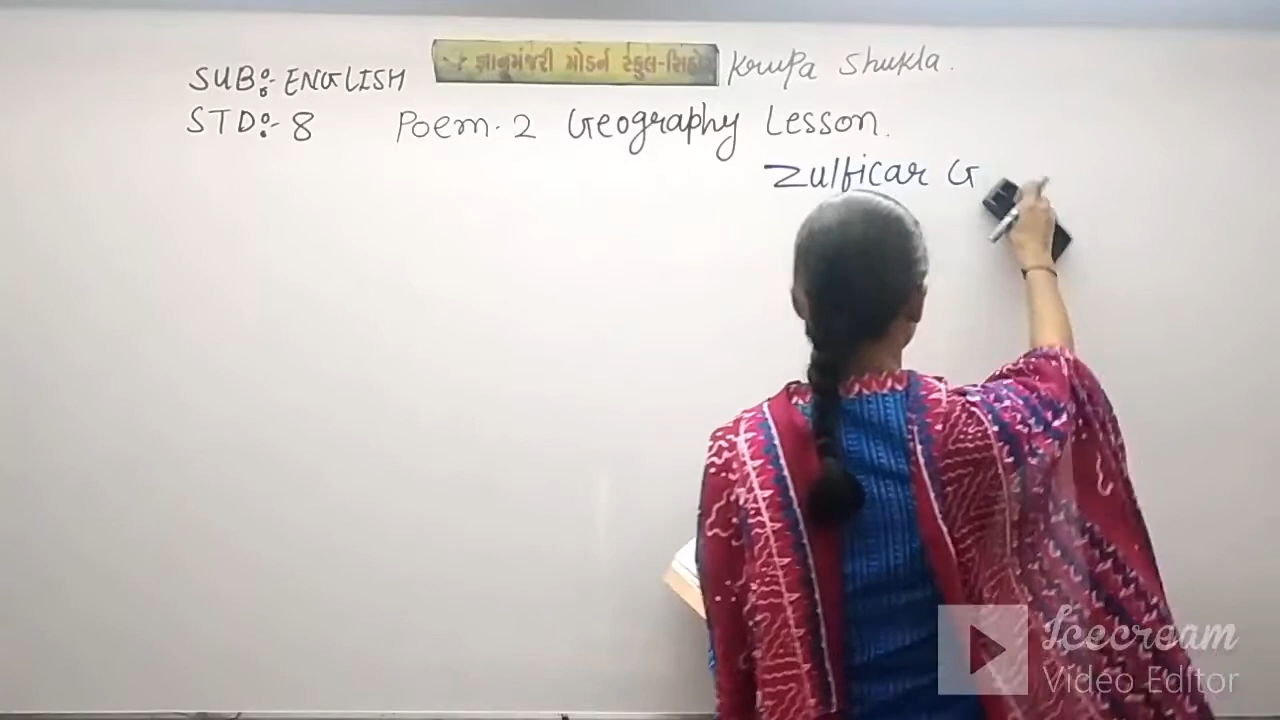 જ્ઞાનમંજરી મોડર્ન સ્કુલ-સિહોર
Krupa Shukla.
SUB:- ENGLISH
STD:- 8
Poem. 2 Geography Lesson.
Zulficar G
Icecream
Video Editor